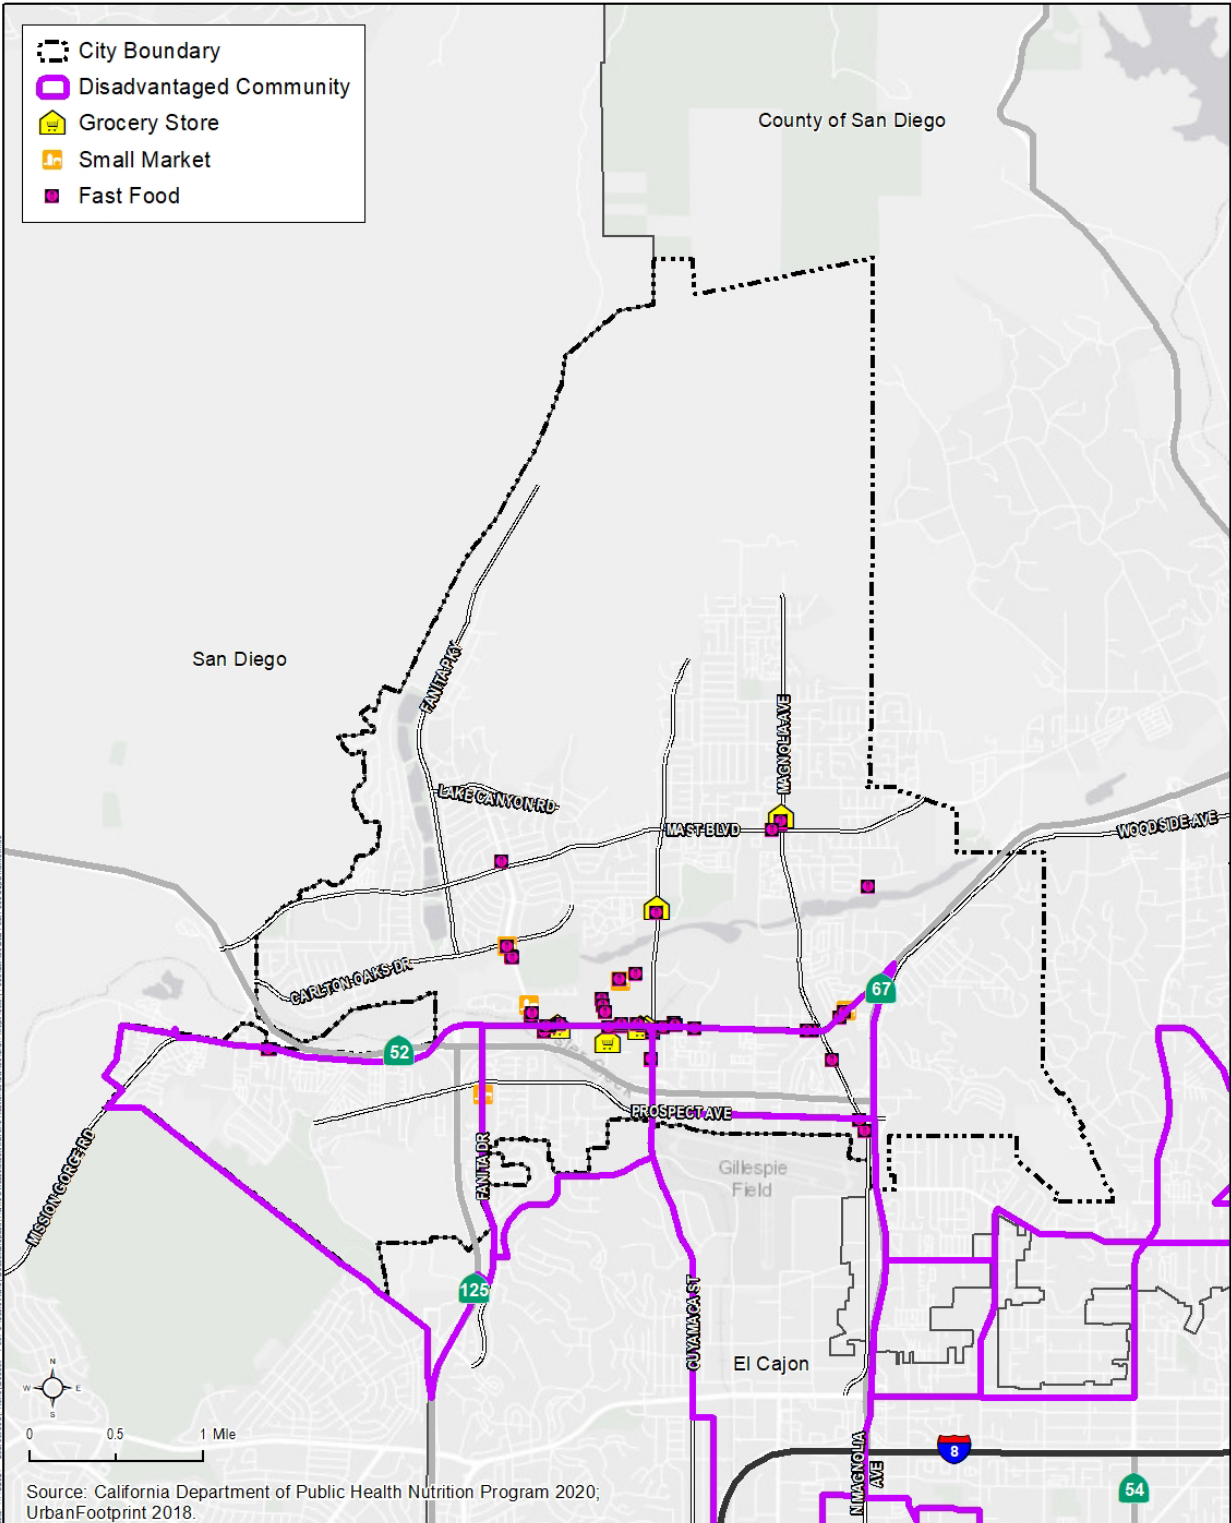 City Boundary
Disadvantaged Community
Grocery Store
Small Market
Fast Food
County of San Diego
San Diego
FANITA PKY
MAGNOLIA AVE
LAKE CANYON RD
MAST BLVD
WOODSIDE AVE
CARLTON OAKS DR
67
52
PROSPECT AVE
FANITA DR
MISSION GORGE RD
Gillespie
Field
125
CUYAMACA ST
El Cajon
N
W
E
S
0 0.5 1 Mile
N MAGNOLIA
AVE
8
54
Source: California Department of Public Health Nutrition Program 2020;
UrbanFootprint 2018.